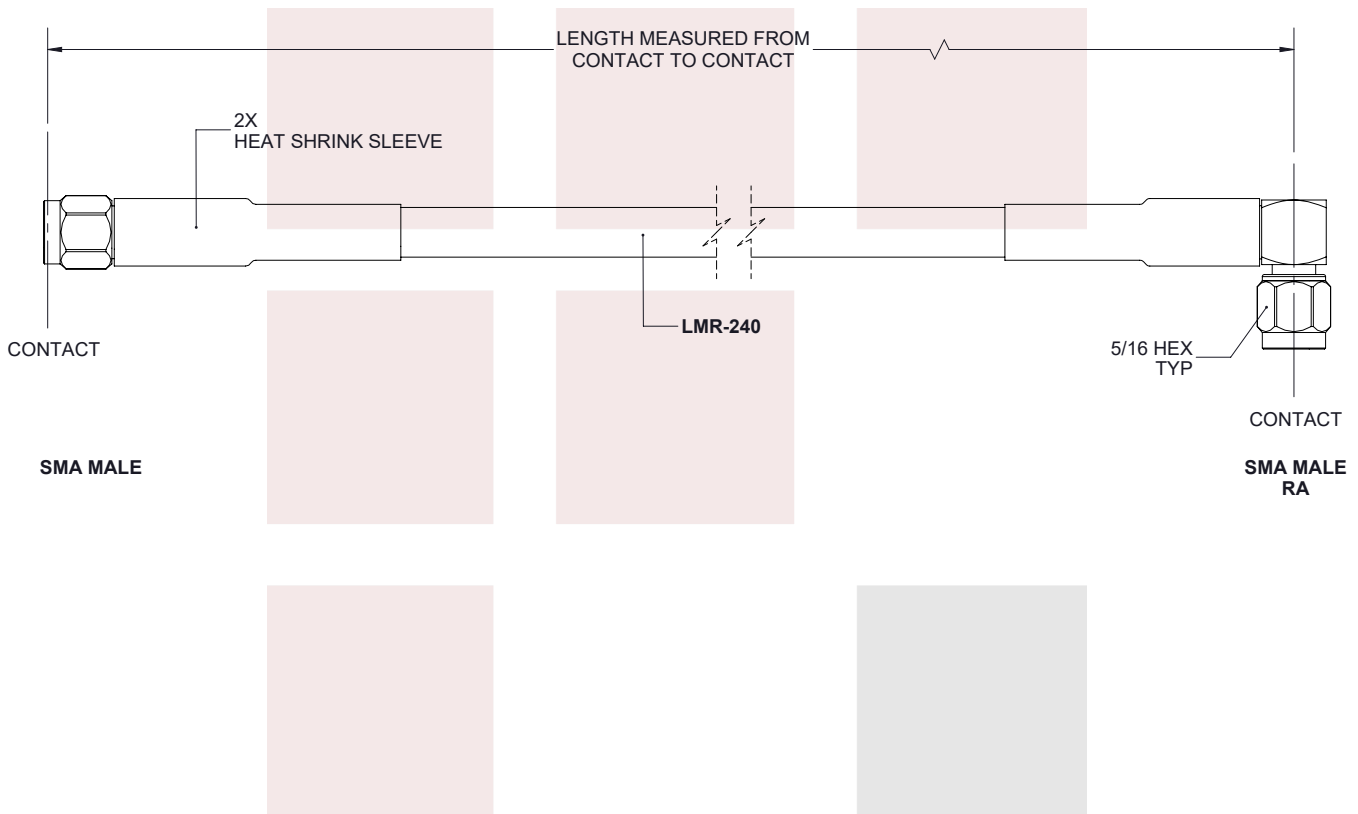 LENGTH MEASURED FROM
CONTACT TO CONTACT
2X
HEAT SHRINK SLEEVE
LMR-240
CONTACT
5/16 HEX
TYP
CONTACT
SMA MALE
SMA MALE
RA